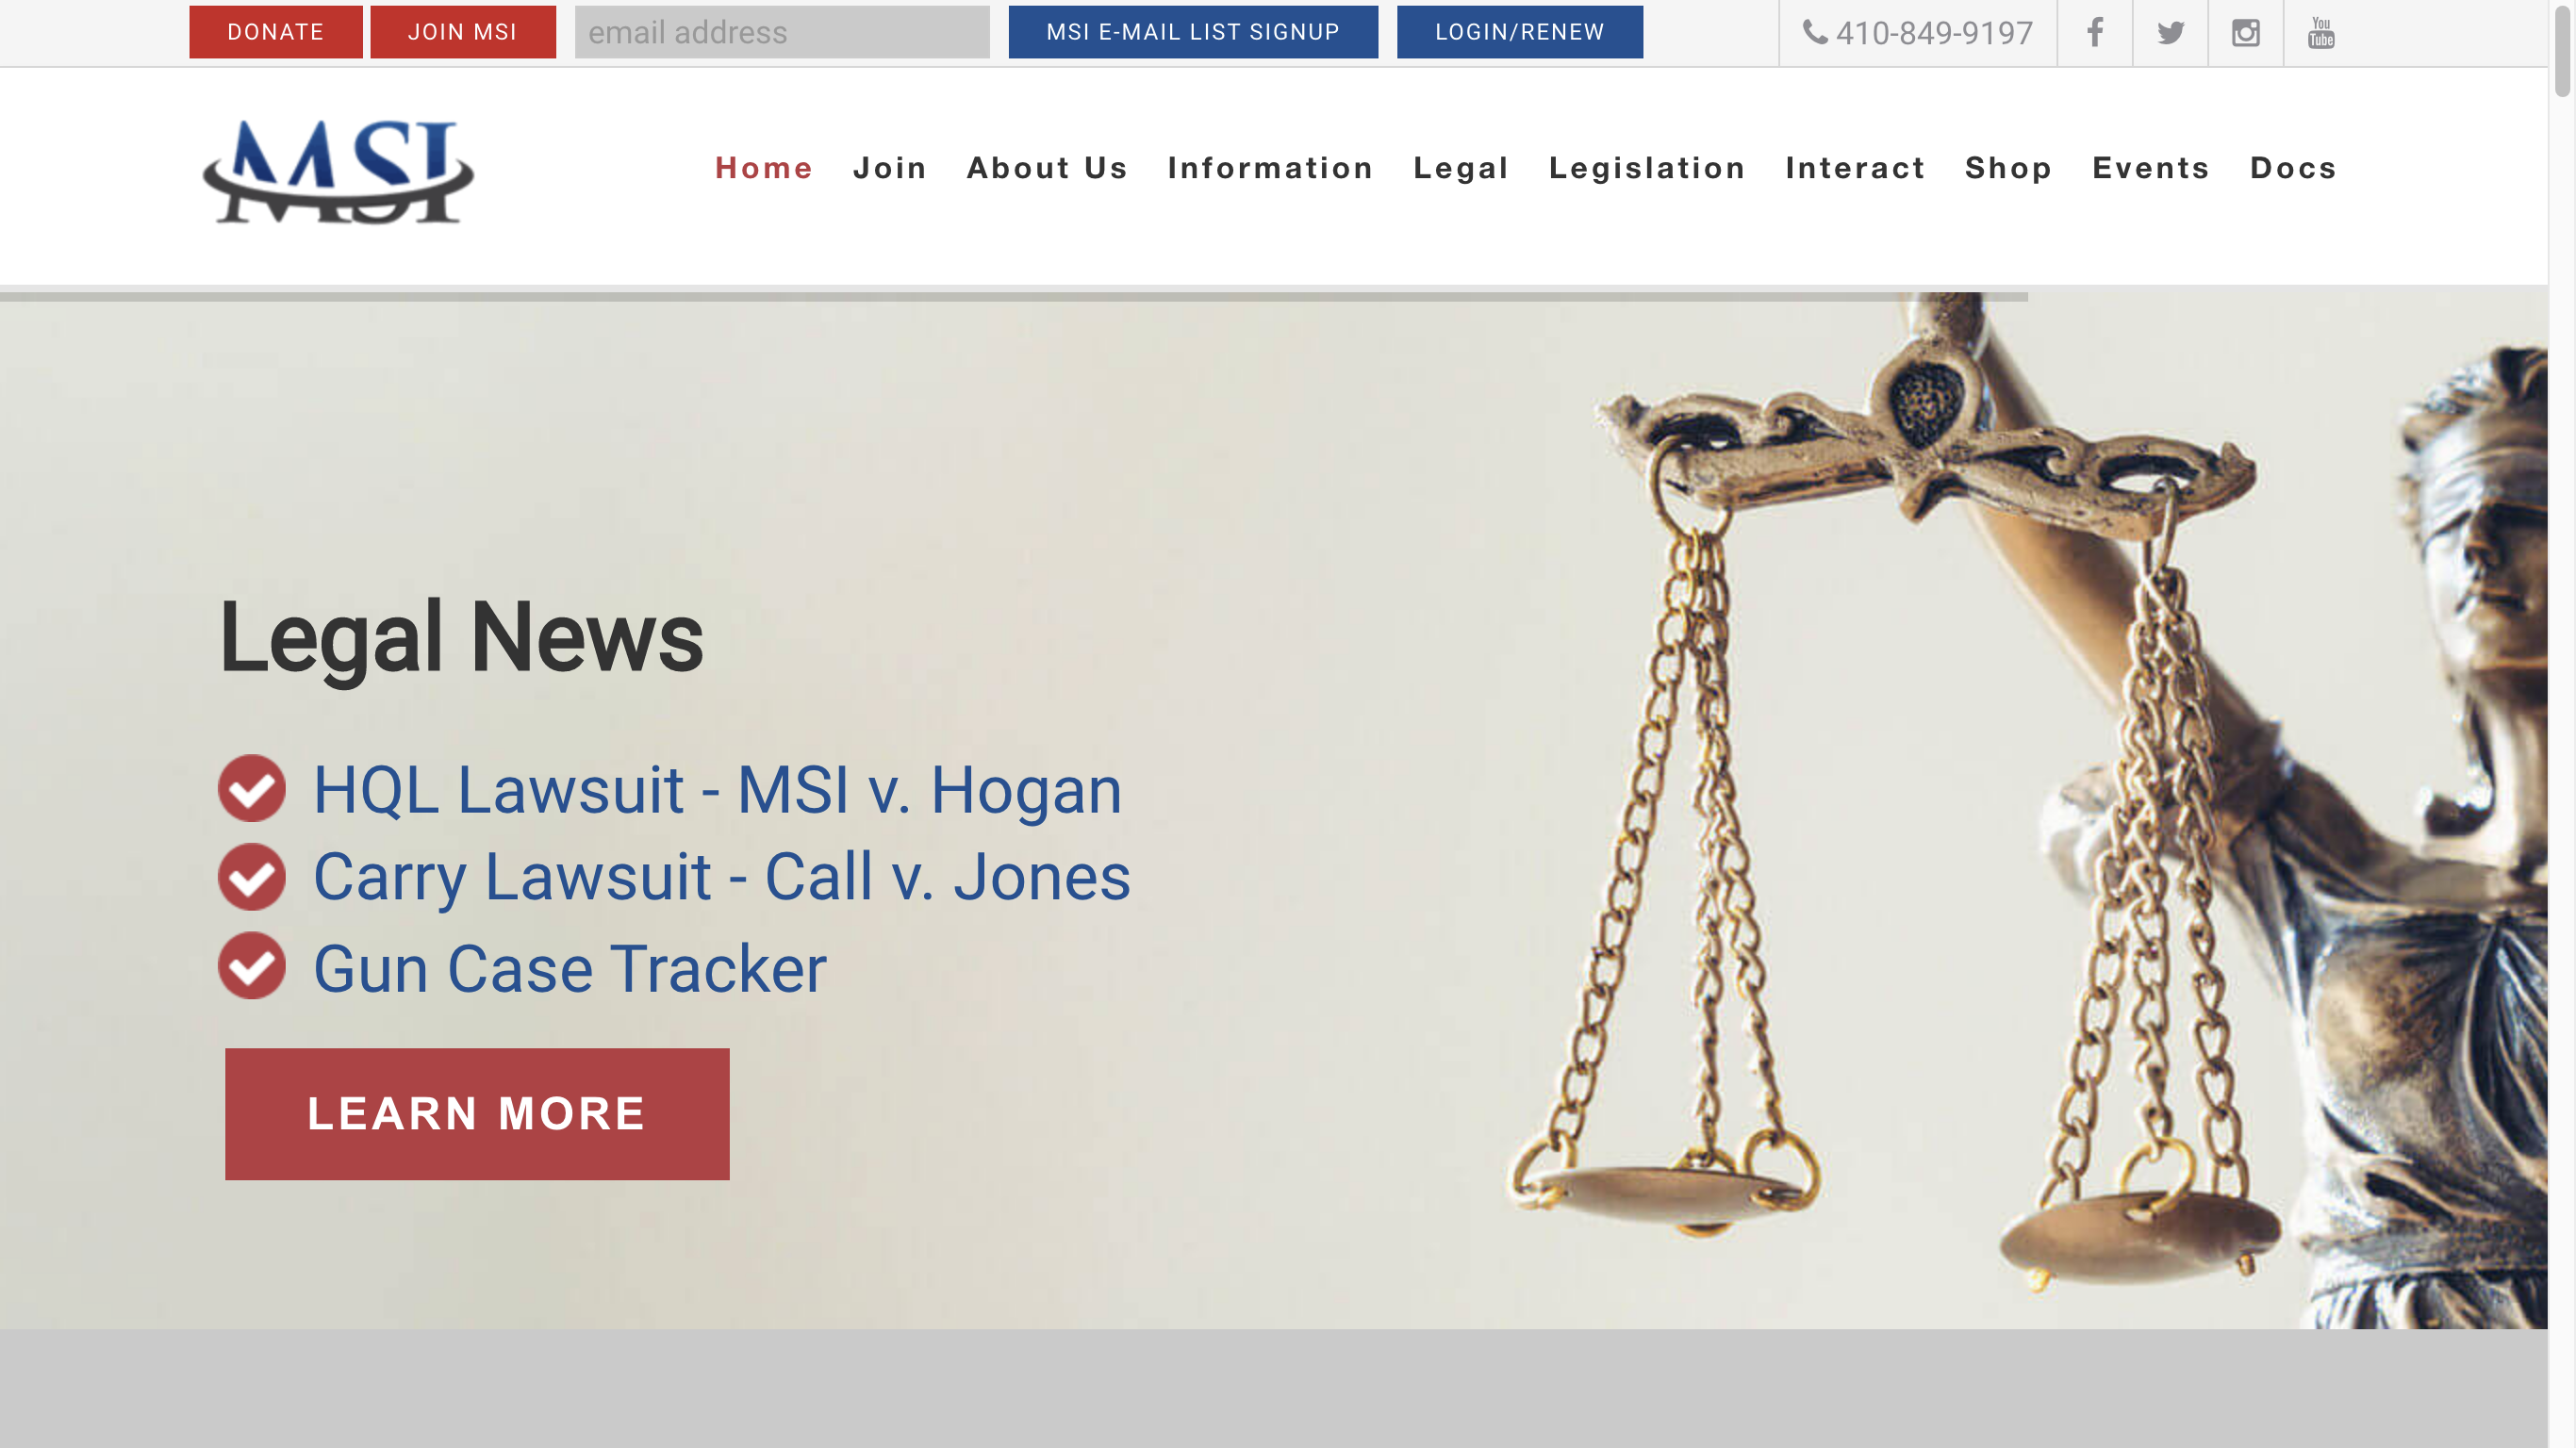 DONATE
JOIN MSI
email address
MSI E-MAIL LIST SIGNUP
LOGIN/RENEW
410-849-9197
You
Tube
MSI
Home
Join
About Us
Information
Legal
Legislation
Interact
Shop
Events
Docs
Legal News
HQL Lawsuit - MSI v. Hogan
Carry Lawsuit - Call v. Jones
Gun Case Tracker
LEARN MORE